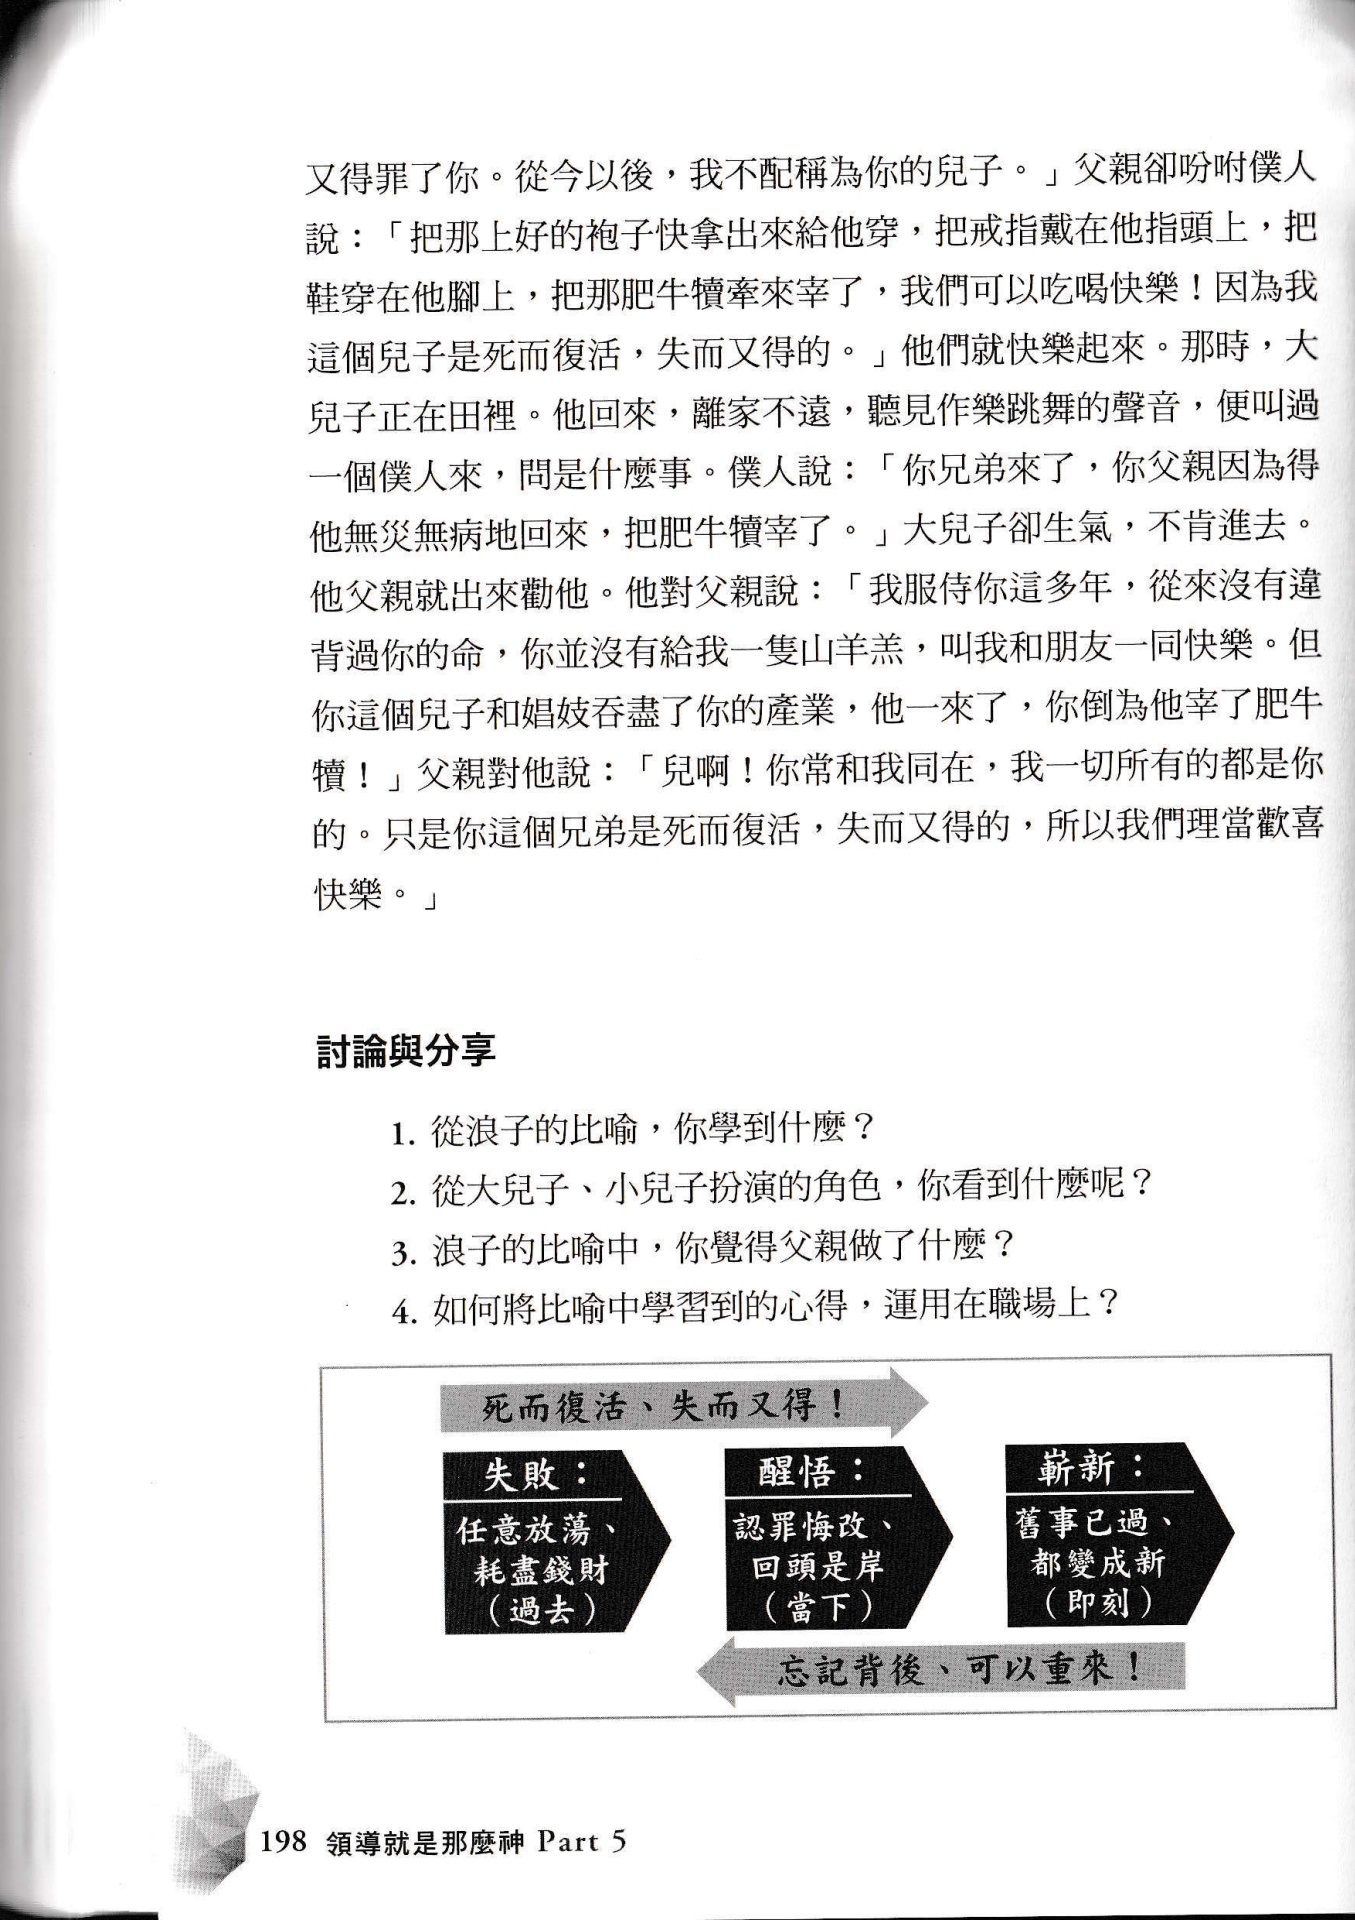 又得罪了你。從今以後，我不配稱為你的兒子。」父親卻吩咐僕人
說：「把那上好的袍子快拿出來給他穿，把戒指戴在他指頭上，把
鞋穿在他腳上，把那肥牛犢牽來宰了，我們可以吃喝快樂！因為我
這個兒子是死而復活，失而又得的。」他們就快樂起來。那時，大
兒子正在田裡。他回來，離家不遠，聽見作樂跳舞的聲音，便叫過
一個僕人來，問是什麼事。僕人說：「你兄弟來了，你父親因為得
他無災無病地回來，把肥牛犢宰了。」大兒子卻生氣，不肯進去。
他父親就出來勸他。他對父親說：「我服侍你這多年，從來沒有違
背過你的命，你並沒有給我一隻山羊羔，叫我和朋友一同快樂。但
你這個兒子和娼妓吞盡了你的產業，他一來了，你倒為他宰了肥牛
犢！」父親對他說：「兒啊！你常和我同在，我一切所有的都是你
的。只是你這個兄弟是死而復活，失而又得的，所以我們理當歡喜
快樂。」
討論與分享
1. 從浪子的比喻，你學到什麼？
2. 從大兒子、小兒子扮演的角色，你看到什麼呢？
3. 浪子的比喻中，你覺得父親做了什麼？
4. 如何將比喻中學習到的心得，運用在職場上？
死而復活、失而又得！
失敗：
任意放蕩、
耗盡錢財
（過去）
醒悟：
認罪悔改、
回頭是岸
（當下）
嶄新：
舊事已過、
都變成新
（即刻）
忘記背後、可以重來！
198 領導就是那麼神 Part 5